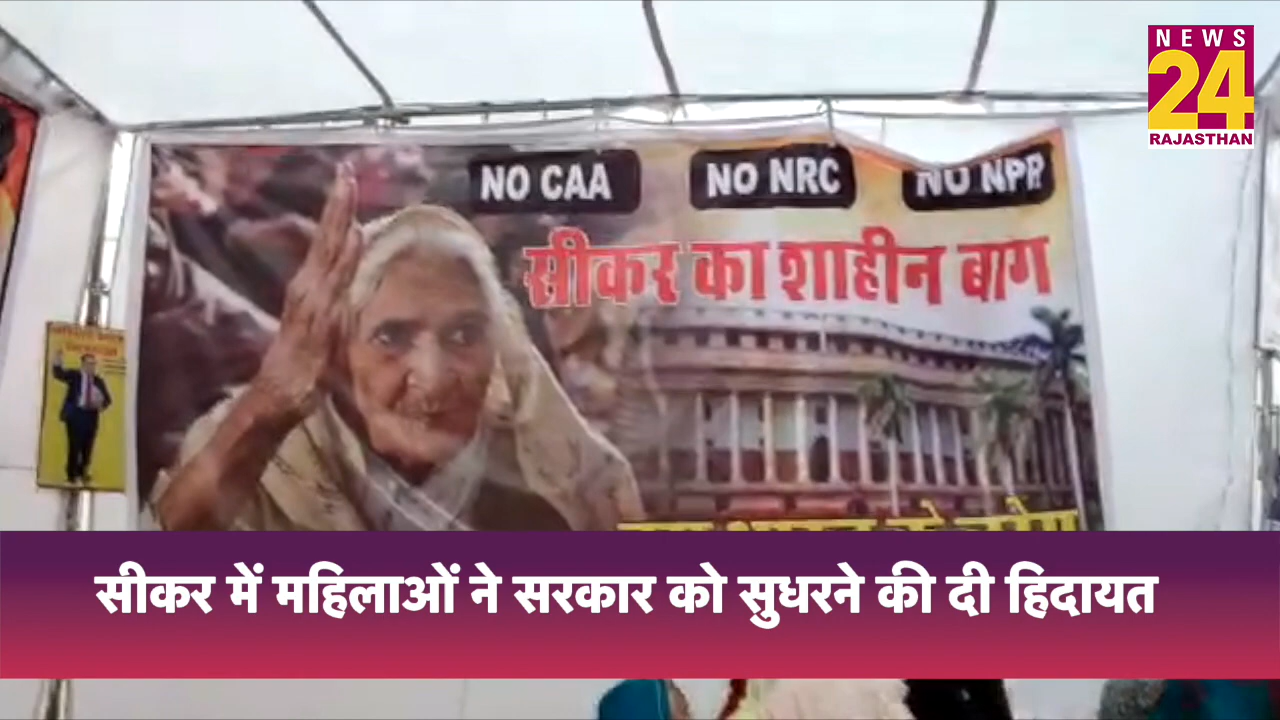 NEWS
24
RAJASTHAN
NO CAA NO NRC NO NPR
सीकर का शाहीन बाग
सीकर में महिलाओं ने सरकार को सुधरने की दी हिदायत